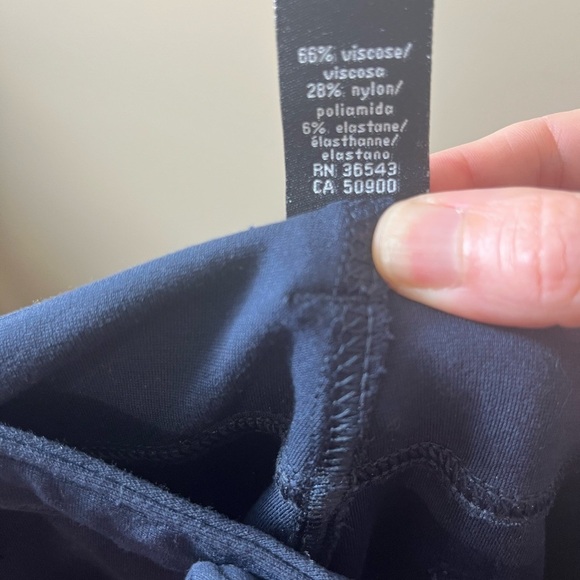 66% viscose/
viscosa
28% nylon/
poliamida
6% elastane/
élasthanne/
elastano
RN 36543
CA 50900